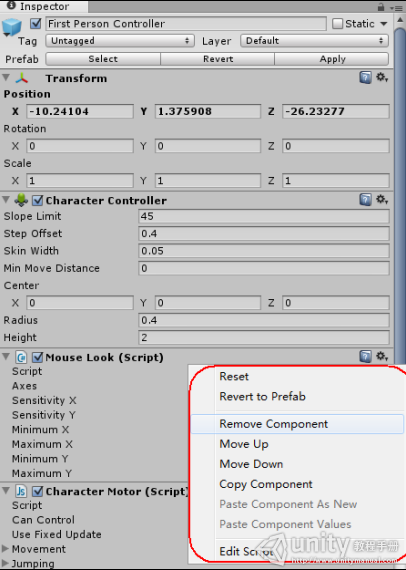 Inspector
First Person Controller Static
Tag Untagged Layer Default
Prefab Select Revert Apply
Transform
Position
X -10.24104 Y 1.375908 Z -26.23277
Rotation
X 0 Y 0 Z 0
Scale
X 1 Y 1 Z 1
Character Controller
Slope Limit 45
Step Offset 0.4
Skin Width 0.05
Min Move Distance 0
Center
X 0 Y 0 Z 0
Radius 0.4
Height 2
Mouse Look (Script)
Script
Axes
Sensitivity X
Sensitivity Y
Minimum X
Maximum X
Minimum Y
Maximum Y
Character Motor (Script)
Script
Can Control
Use Fixed Update
Movement
Jumping
Reset
Revert to Prefab
Remove Component
Move Up
Move Down
Copy Component
Paste Component As New
Paste Component Values
Edit Script
unity 教程手册